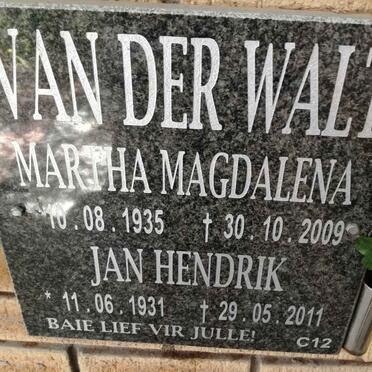 VAN DER WALT
MARTHA MAGDALENA
* 10.08.1935 † 30.10.2009
JAN HENDRIK
* 11.06.1931 † 29.05.2011
BAIE LIEF VIR JULLE!
C12